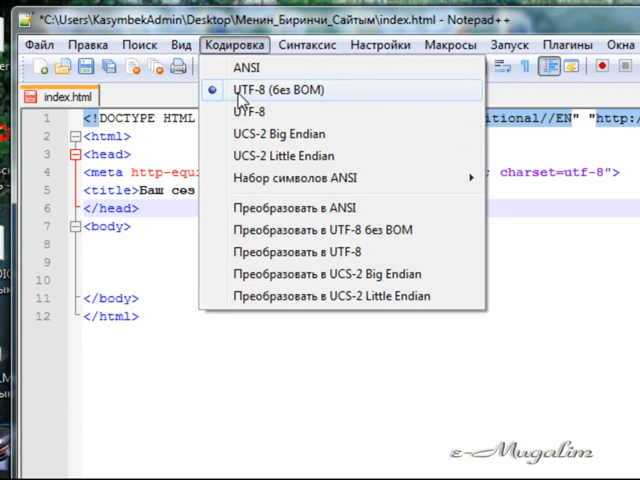 *C:\Users\KasymbekAdmin\Desktop\Менин_Биринчи_Сайтым\index.html - Notepad++
Файл Правка Поиск Вид Кодировка Синтаксис Настройки Макросы Запуск Плагины Окна
index.html
ANSI
UTF-8 (без BOM)
UTF-8
UCS-2 Big Endian
UCS-2 Little Endian
Набор символов ANSI
Преобразовать в ANSI
Преобразовать в UTF-8 без BOM
Преобразовать в UTF-8
Преобразовать в UCS-2 Big Endian
Преобразовать в UCS-2 Little Endian
1 <!DOCTYPE HTML itional//EN" "http:/
2 <html>
3 <head>
4 <meta http-equi ; charset=utf-8">
5 <title>Баш сөз
6 </head>
7 <body>
8
9
10
11 </body>
12 </html>
ε-Mugalim